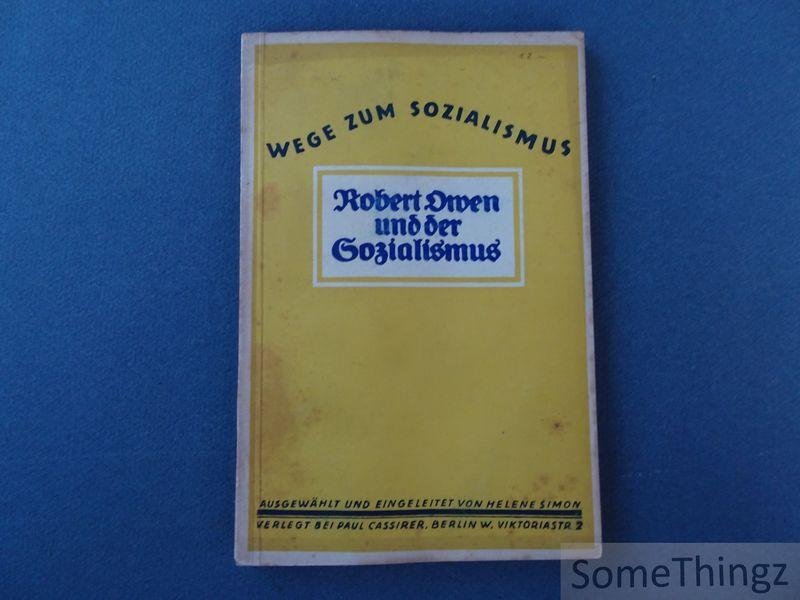 12 —
WEGE ZUM SOZIALISMUS
Robert Owen
und der
Sozialismus
AUSGEWÄHLT UND EINGELEITET VON HELENE SIMON
VERLEGT BEI PAUL CASSIRER, BERLIN W. VIKTORIASTR. 2
SomeThingz